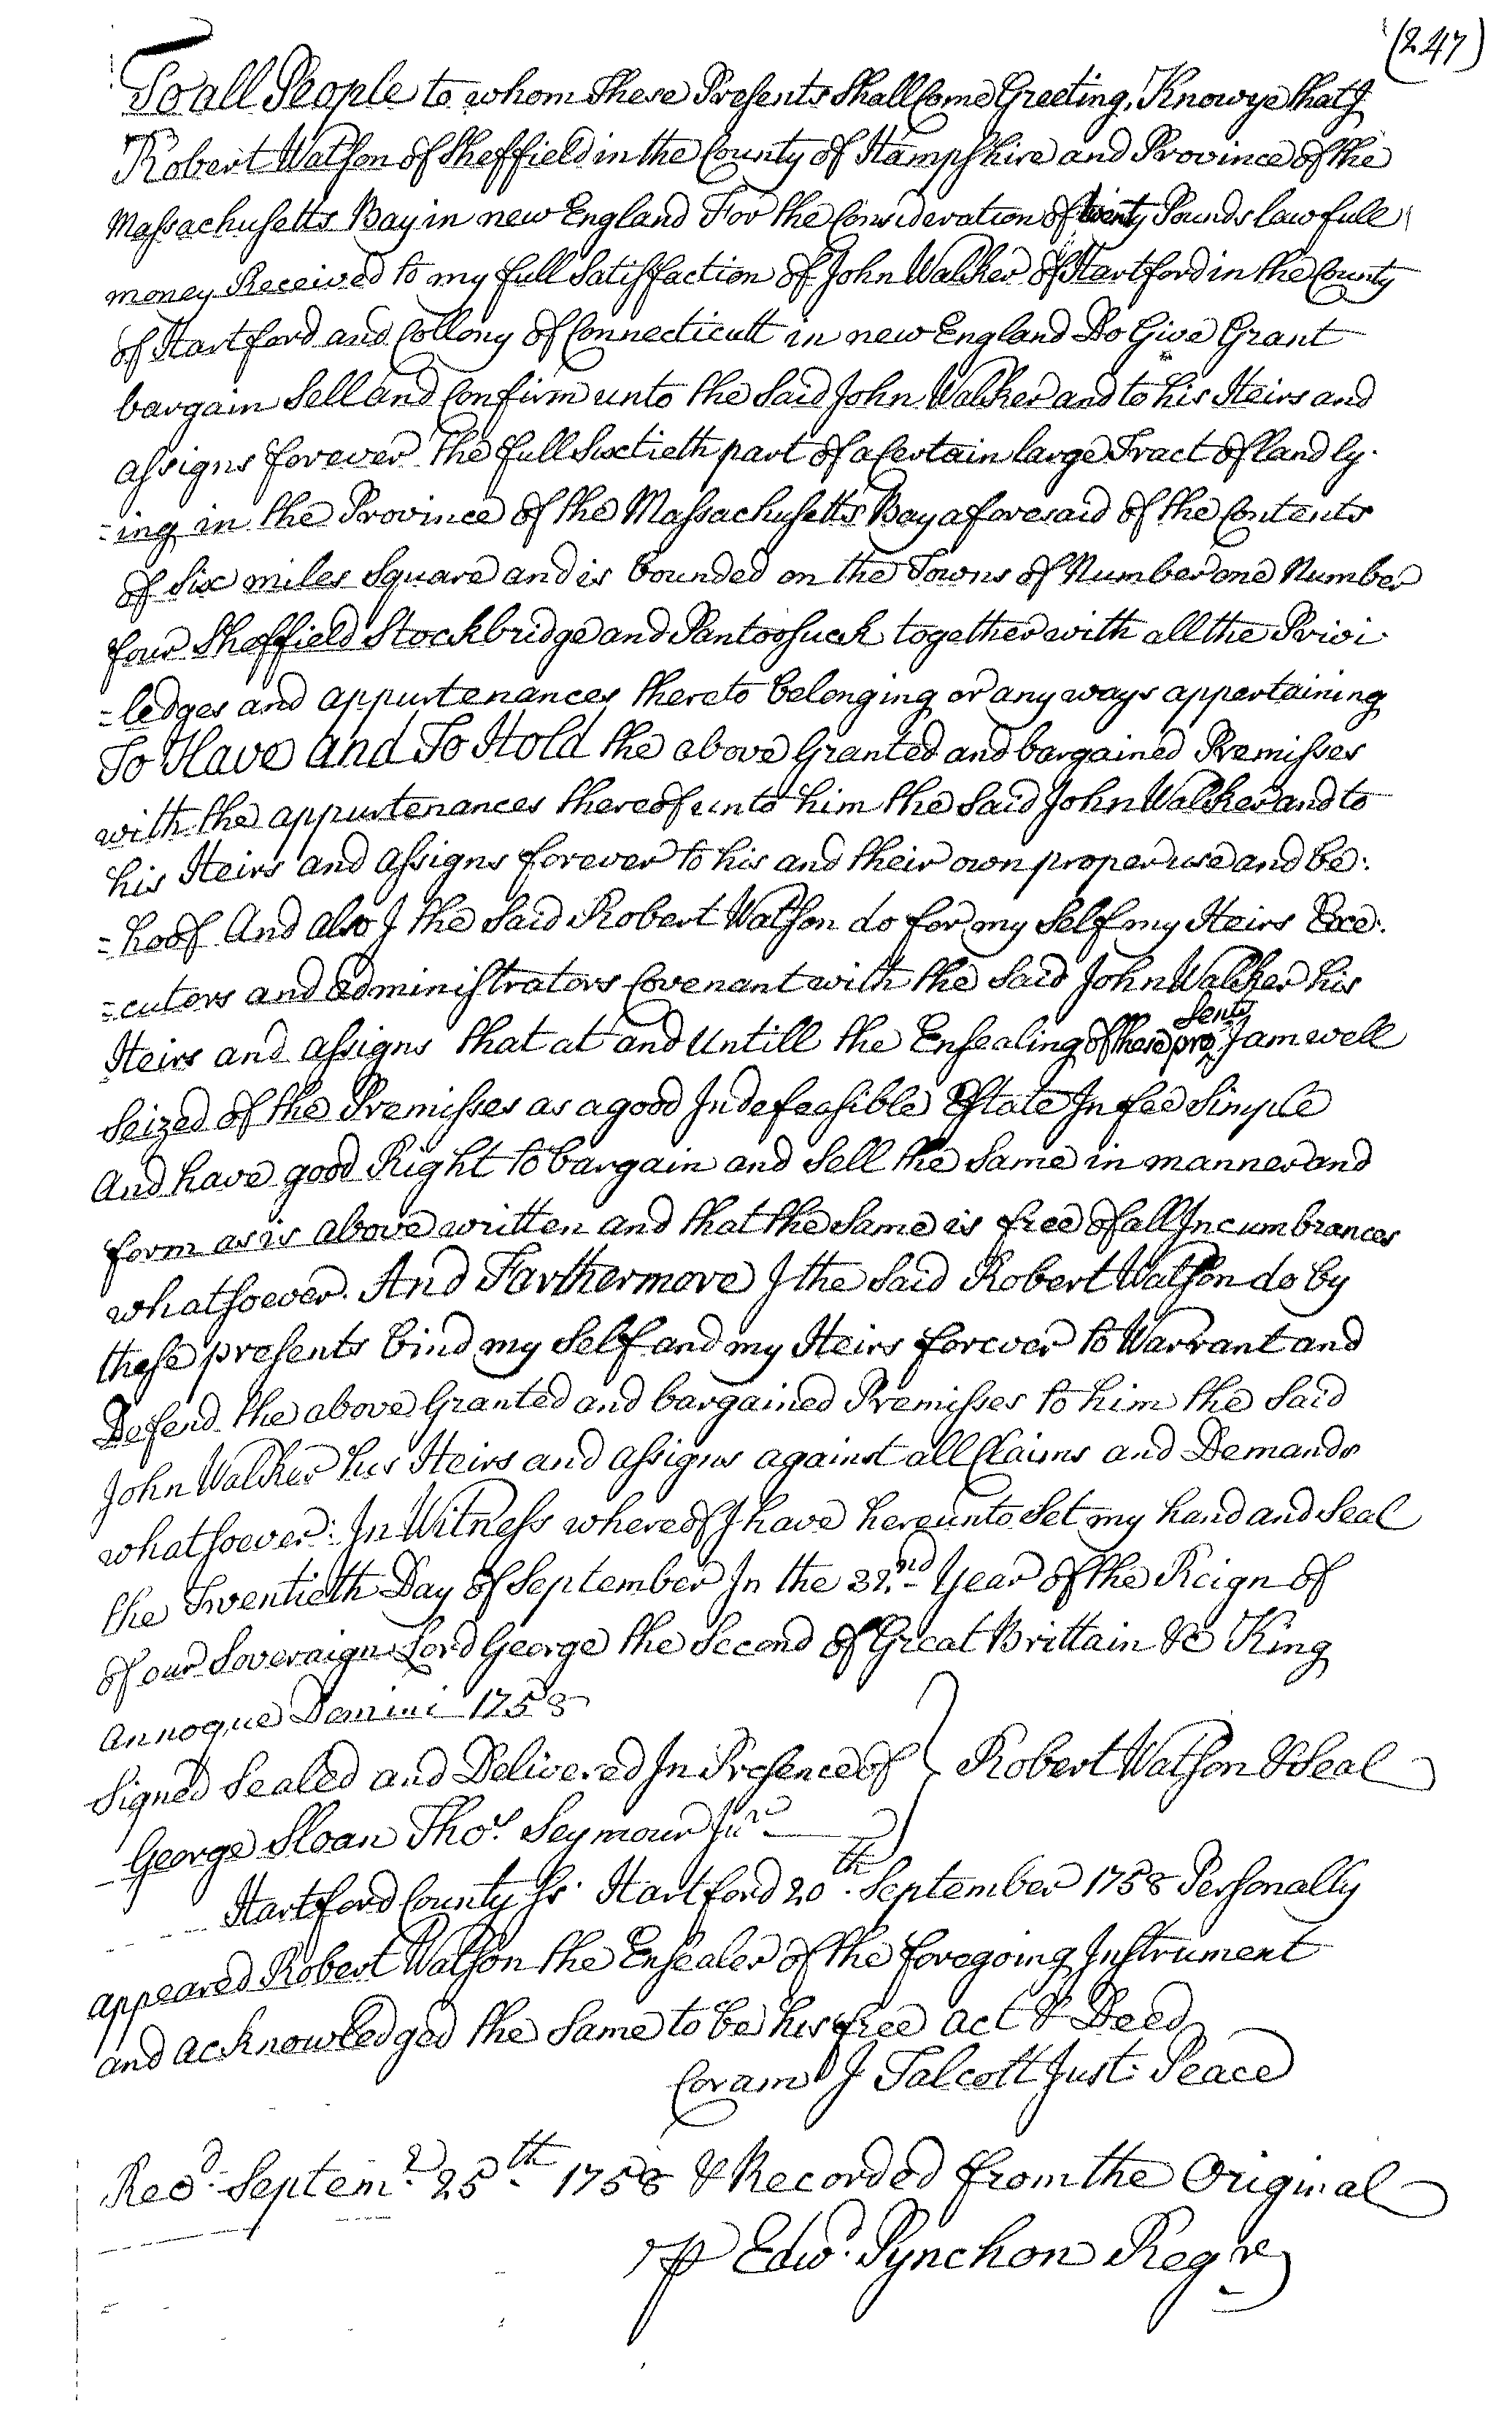 (247)
To all People to whom These Presents Shall Come Greeting, Know ye that I
Robert Watson of Sheffield in the County of Hampshire and Province of the
Massachusetts Bay in new England For the Consideration of twenty Pounds lawfull
money Received to my full Satisfaction of John Walker of Hartford in the County
of Hartford and Collony of Connecticutt in new England Do Give Grant
bargain Sell and Confirm unto the Said John Walker and to his Heirs and
assigns forever the full Sixtieth part of a Certain large Tract of land ly-
=ing in the Province of the Massachusetts Bay aforesaid of the Contents
of Six miles Square and is bounded on the Towns of Number one Number
four Sheffield Stockbridge and Pantoosuck together with all the Privi-
=ledges and appurtenances thereto belonging or any ways appertaining
To Have and To Hold the above Granted and bargained Premisses
with the appurtenances thereof unto him the Said John Walker and to
his Heirs and assigns forever to his and their own proper use and be:
=hoof And also I the Said Robert Watson do for my Self my Heirs Exe:
=cutors and administrators Covenant with the Said John Walker his
Heirs and assigns that at and Untill the Ensealing of these presents I am well
Seized of the Premisses as a good Indefeasible Estate In fee Simple
And have good Right to bargain and Sell the Same in manner and
form as is above written and that the Same is free of all Incumbrances
whatsoever. And Farthermore I the Said Robert Watson do by
these presents bind my Self and my Heirs forever to Warrant and
Defend the above Granted and bargained Premisses to him the Said
John Walker his Heirs and assigns against all Claims and Demands
whatsoever: In Witness whereof I have hereunto Set my hand and Seal
the Twentieth Day of September In the 32nd Year of the Reign of
of our Soveraign Lord George the Second of Great Brittain &c King
Annoque Domini 1758
Signed Sealed and Delivered In Presence of } Robert Watson & Seal
George Sloan Thos. Seymour Junr
Hartford County Ss. Hartford 20th. September 1758 Personally
appeared Robert Watson the Ensealer of the foregoing Instrument
and acknowledged the Same to be his free act & Deed
Coram J Talcott Just: Peace
Recd. Septemr. 25th. 1758 & Recorded from the Original
p Edwd. Pynchon Regr